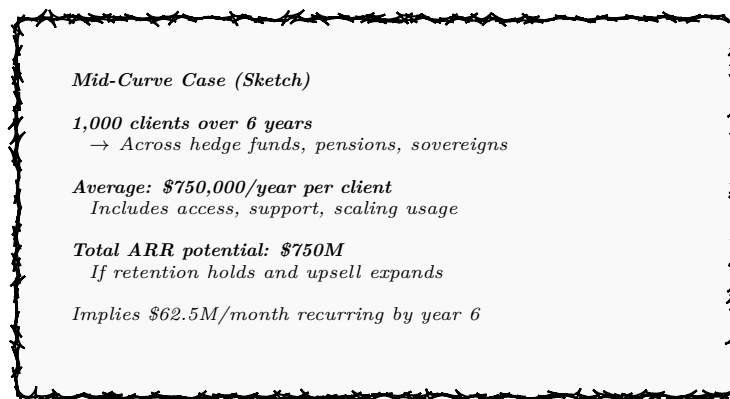 Mid-Curve Case (Sketch)
1,000 clients over 6 years
→ Across hedge funds, pensions, sovereigns
Average: $750,000/year per client
Includes access, support, scaling usage
Total ARR potential: $750M
If retention holds and upsell expands
Implies $62.5M/month recurring by year 6